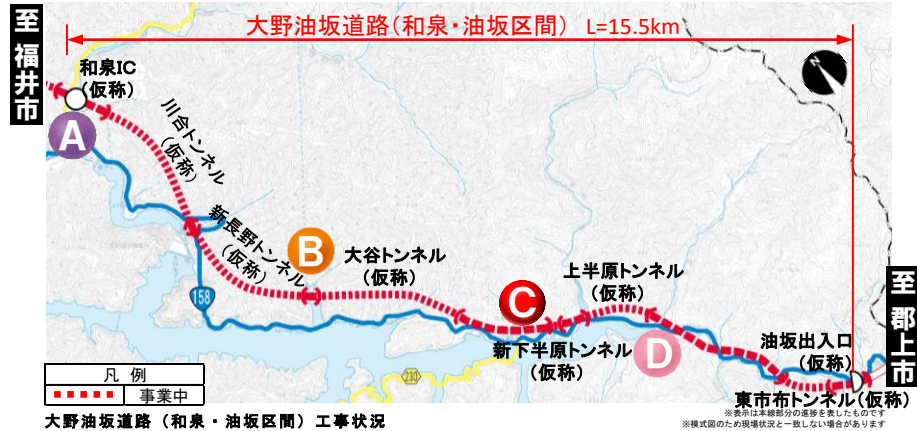 大野油坂道路(和泉・油坂区間) L=15.5km
至 福井市
和泉IC
(仮称)
A
川合トンネル
(仮称)
新長野トンネル
(仮称)
B
大谷トンネル
(仮称)
158
C
上半原トンネル
(仮称)
新下半原トンネル
(仮称)
D
230
油坂出入口
(仮称)
至 郡上市
東市布トンネル(仮称)
凡 例
事業中
※表示は本線部分の進捗を表したものです
※模式図のため現場状況と一致しない場合があります
大野油坂道路（和泉・油坂区間）工事状況